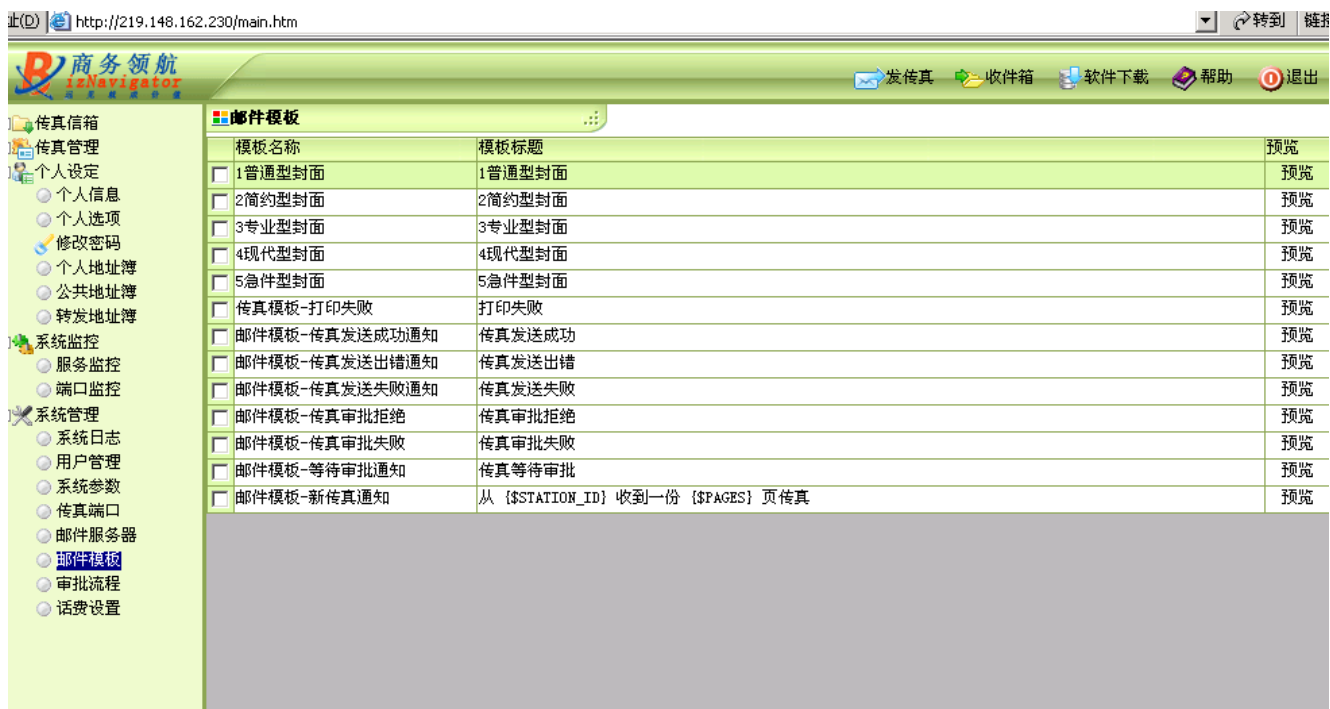 址(D) http://219.148.162.230/main.htm 转到 链接
商务领航
izNavigator
发传真 收件箱 软件下载 帮助 退出
传真信箱
传真管理
个人设定
个人信息
个人选项
修改密码
个人地址簿
公共地址簿
转发地址簿
系统监控
服务监控
端口监控
系统管理
系统日志
用户管理
系统参数
传真端口
邮件服务器
邮件模板
审批流程
话费设置
邮件模板
模板名称 模板标题 预览
1普通型封面 1普通型封面 预览
2简约型封面 2简约型封面 预览
3专业型封面 3专业型封面 预览
4现代型封面 4现代型封面 预览
5急件型封面 5急件型封面 预览
传真模板-打印失败 打印失败 预览
邮件模板-传真发送成功通知 传真发送成功 预览
邮件模板-传真发送出错通知 传真发送出错 预览
邮件模板-传真发送失败通知 传真发送失败 预览
邮件模板-传真审批拒绝 传真审批拒绝 预览
邮件模板-传真审批失败 传真审批失败 预览
邮件模板-等待审批通知 传真等待审批 预览
邮件模板-新传真通知 从 {$STATION_ID} 收到一份 {$PAGES} 页传真 预览